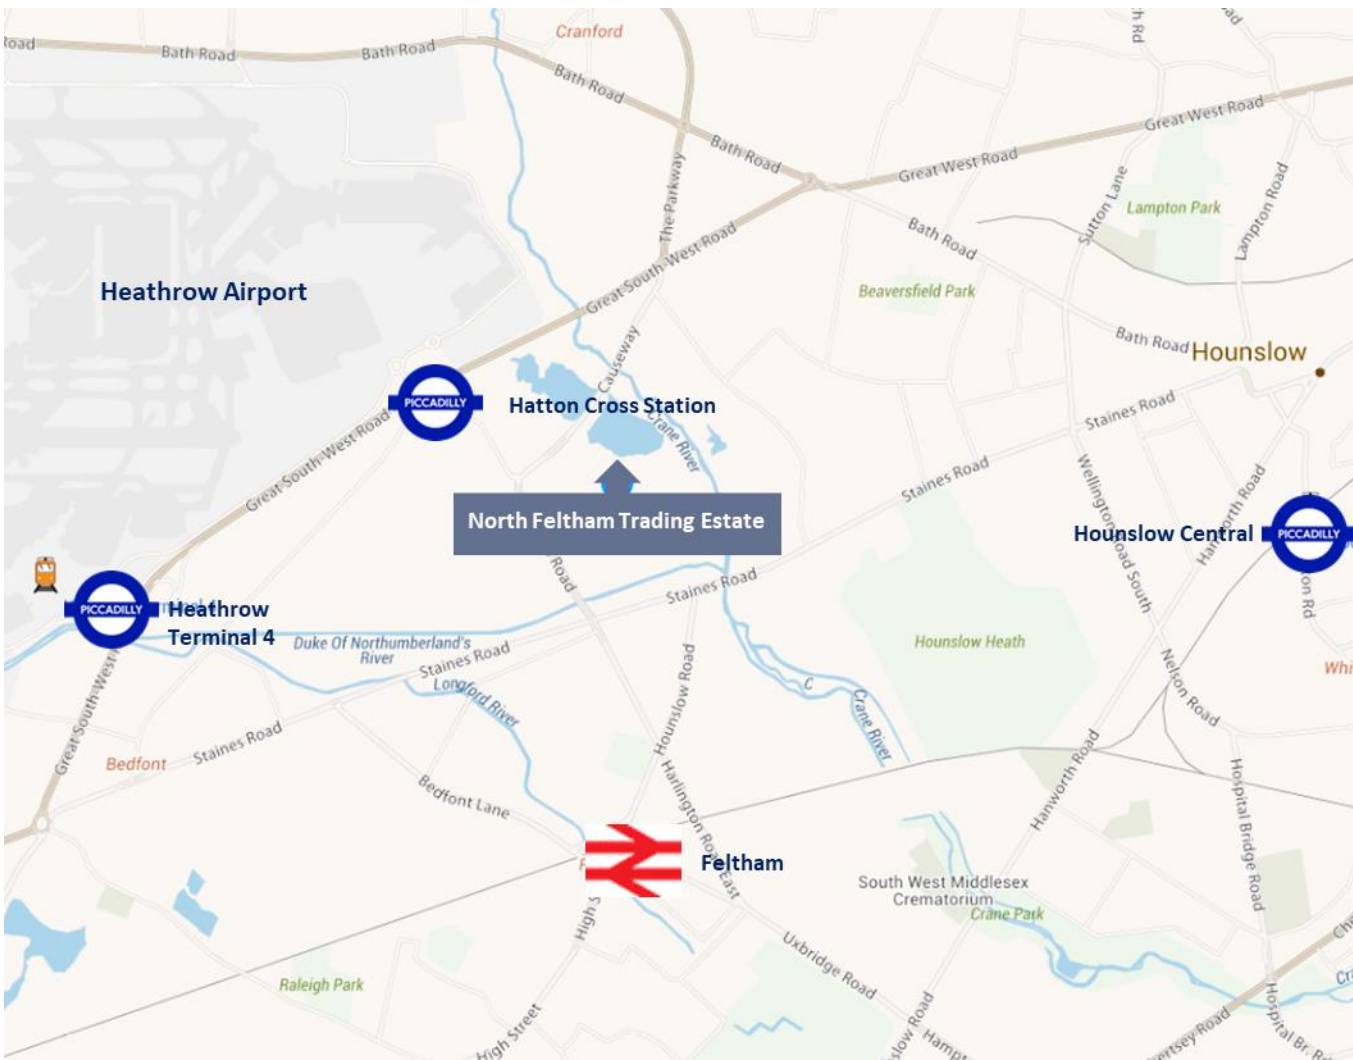 Cranford
Road
Bath Road
Bath Road
Bath Road
Great West Road
Bath Road
Great West Road
The Parkway
Sutton Lane
Lampton Park
Lampton Road
Bath Road
Great South-West Road
Heathrow Airport
Beaversfield Park
Bath Road
Hounslow
Causeway
PICCADILLY
Hatton Cross Station
Staines Road
Crane River
Great South-West Road
Staines Road
North Feltham Trading Estate
Wellington Road South
Hanworth Road
Hounslow Central
PICCADILLY
Road
Staines Road
PICCADILLY
Heathrow
Terminal 4
Duke Of Northumberland's
River
Staines Road
Hounslow Heath
Longford River
Hounslow Road
C
Crane River
Nelson Road
Great South-West
Bedfont
Staines Road
Bedfont Lane
Harlington Road East
Hanworth Road
Hospital Bridge Road
Feltham
South West Middlesex
Crematorium
Crane Park
High S
Uxbridge Road
Raleigh Park
High Street